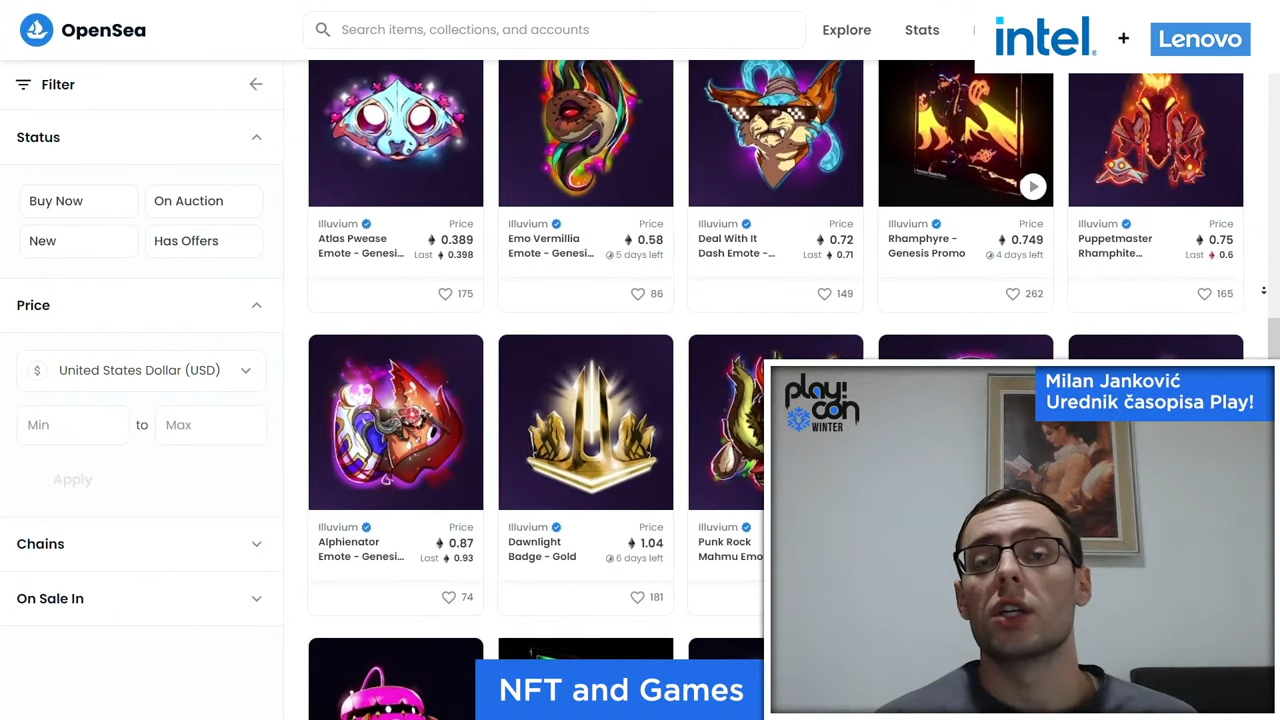 OpenSea
Search items, collections, and accounts
Explore
Stats
intel.
+
Lenovo
Filter
Status
Buy Now
On Auction
New
Has Offers
Price
$ United States Dollar (USD)
Min
to
Max
Apply
Chains
On Sale In
Illuvium
Price
Atlas Pwease
0.389
Emote - Genesi...
Last 0.398
175
Illuvium
Price
Emo Vermillia
0.58
Emote - Genesi...
5 days left
86
Illuvium
Price
Deal With It
0.72
Dash Emote -...
Last 0.71
149
Illuvium
Price
Rhamphyre -
0.749
Genesis Promo
4 days left
262
Illuvium
Price
Puppetmaster
0.75
Rhamphite...
Last 0.6
165
Illuvium
Price
Alphienator
0.87
Emote - Genesi...
Last 0.93
74
Illuvium
Price
Dawnlight
1.04
Badge - Gold
6 days left
181
Illuvium
Punk Rock
Mahmu Emo
play!
con
WINTER
Milan Janković
Urednik časopisa Play!
NFT and Games